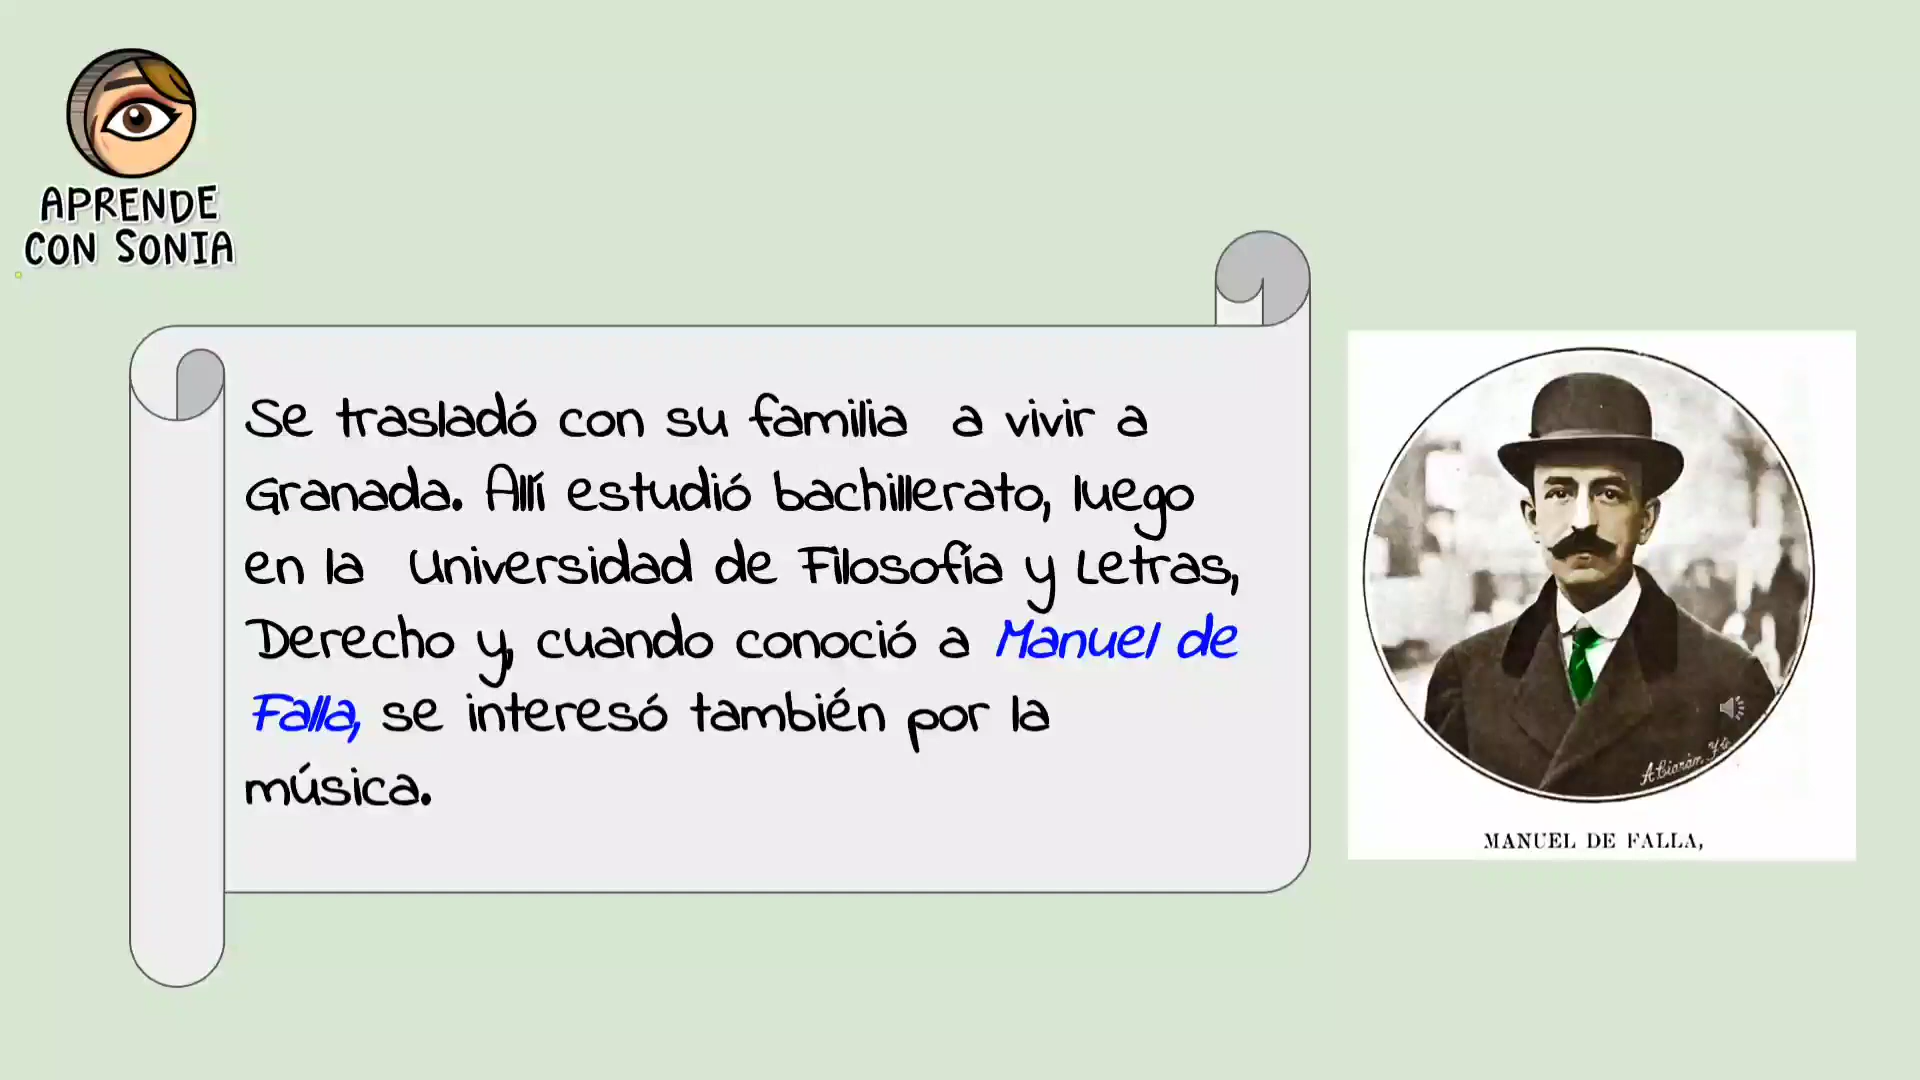 APRENDE
CON SONIA
Se trasladó con su familia a vivir a
Granada. Allí estudió bachillerato, luego
en la Universidad de Filosofía y Letras,
Derecho y, cuando conoció a Manuel de
Falla, se interesó también por la
música.
MANUEL DE FALLA,